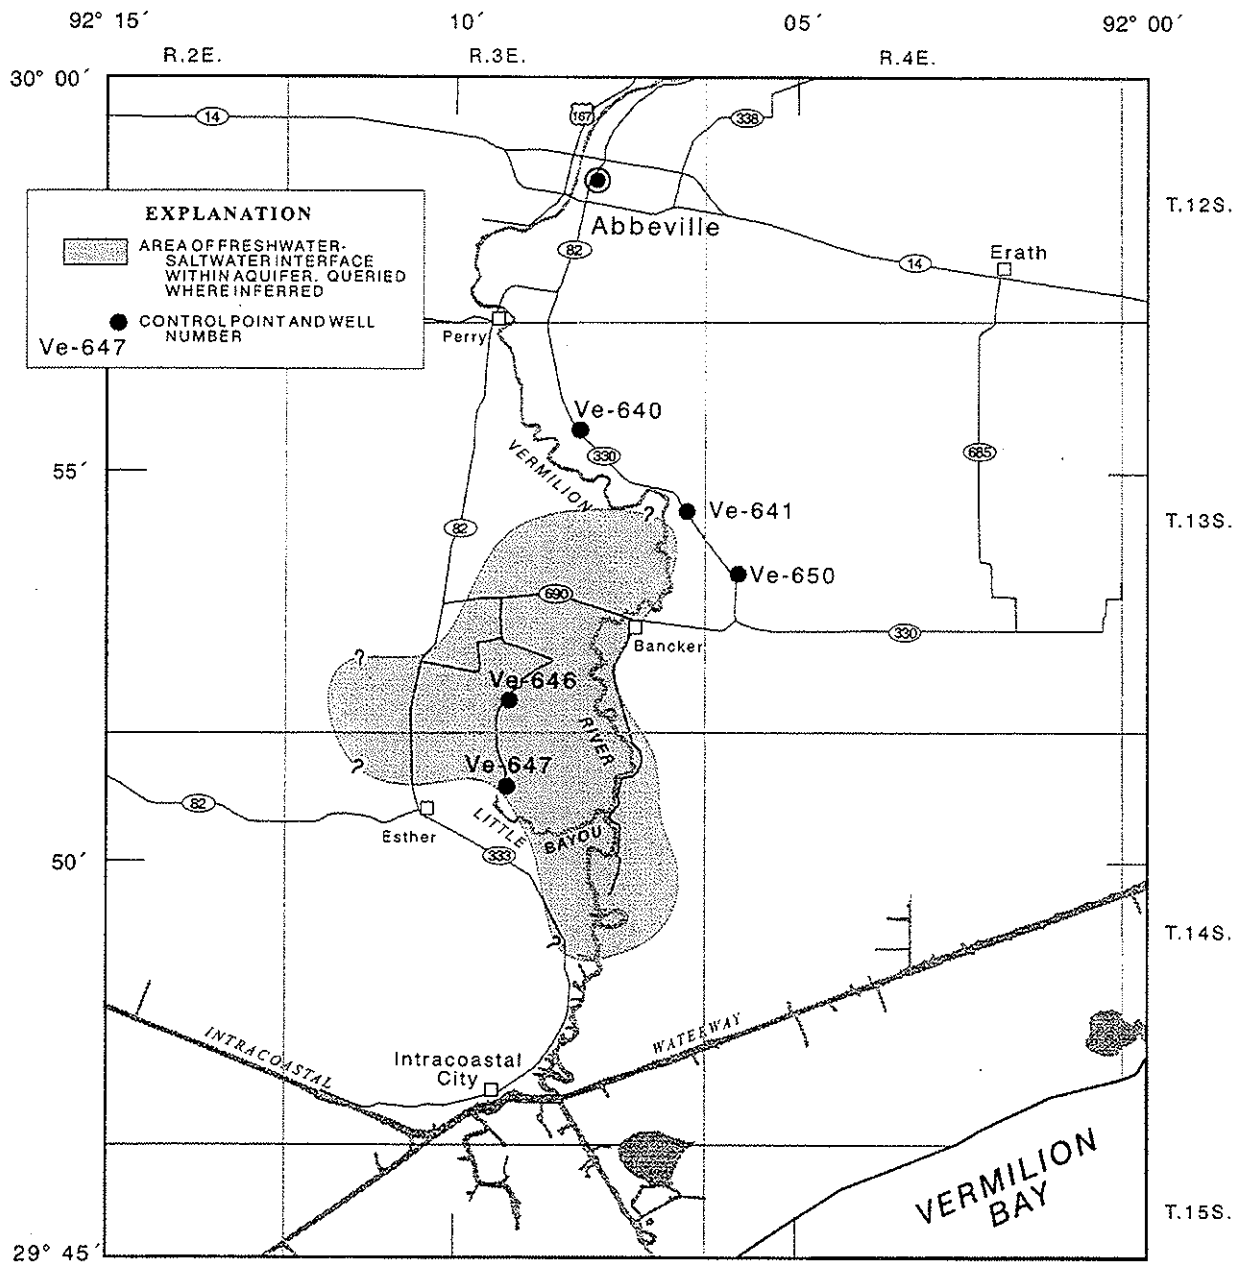 92° 15′ 10′ 05′ 92° 00′
R.2E. R.3E. R.4E.
30° 00′
167
14
338
EXPLANATION
AREA OF FRESHWATER-
SALTWATER INTERFACE
WITHIN AQUIFER. QUERIED
WHERE INFERRED
CONTROL POINT AND WELL
NUMBER
Ve-647
T.12S.
Abbeville
82
Erath
14
Perry
Ve-640
VERMILION
330
685
55′
Ve-641
T.13S.
82
?
Ve-650
690
330
Bancker
?
Ve-646
RIVER
?
Ve-647
82
Esther
LITTLE
BAYOU
333
50′
?
T.14S.
INTRACOASTAL
WATERWAY
Intracoastal
City
VERMILION
BAY
T.15S.
29° 45′